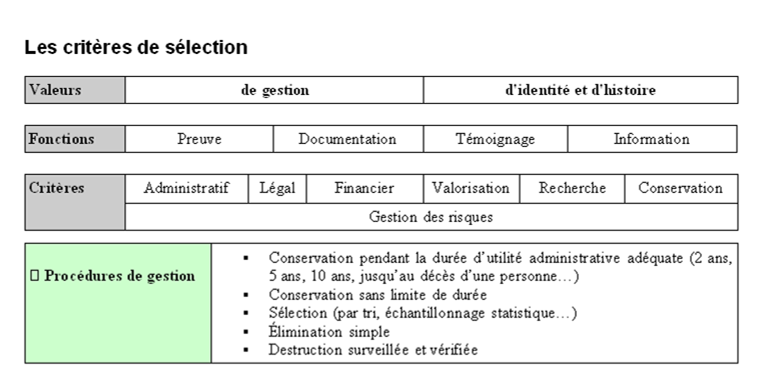 Les critères de sélection
Valeurs de gestion d'identité et d'histoire
Fonctions Preuve Documentation Témoignage Information
Critères Administratif Légal Financier Valorisation Recherche Conservation
Gestion des risques
▯ Procédures de gestion
▪ Conservation pendant la durée d'utilité administrative adéquate (2 ans,
5 ans, 10 ans, jusqu'au décès d'une personne…)
▪ Conservation sans limite de durée
▪ Sélection (par tri, échantillonnage statistique…)
▪ Élimination simple
▪ Destruction surveillée et vérifiée